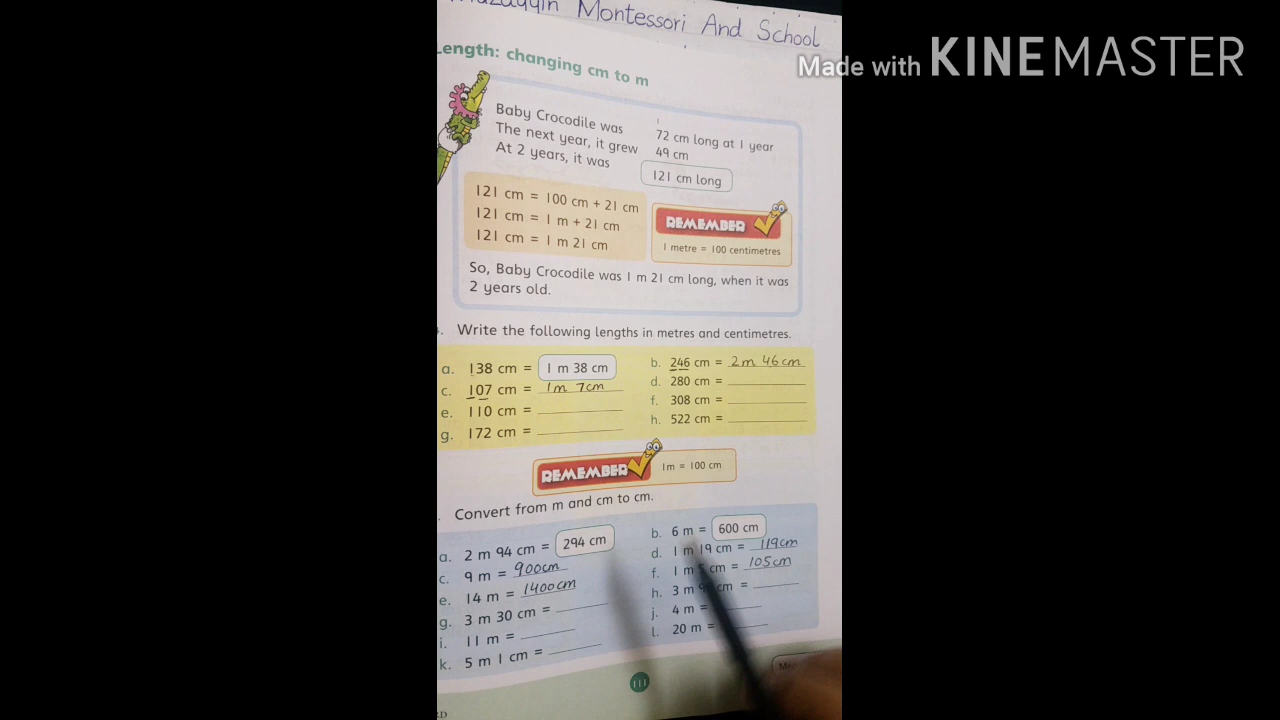 Montessori And School
Made with KINEMASTER
Length: changing cm to m
Baby Crocodile was 72 cm long at 1 year
The next year, it grew 49 cm
At 2 years, it was 121 cm long
121 cm = 100 cm + 21 cm
121 cm = 1 m + 21 cm
121 cm = 1 m 21 cm
REMEMBER
1 metre = 100 centimetres
So, Baby Crocodile was 1 m 21 cm long, when it was
2 years old.
Write the following lengths in metres and centimetres.
a. 138 cm = 1 m 38 cm
b. 246 cm = 2m 46cm
c. 107 cm = 1m 7cm
d. 280 cm =
e. 110 cm =
f. 308 cm =
g. 172 cm =
h. 522 cm =
REMEMBER 1m = 100 cm
Convert from m and cm to cm.
a. 2 m 94 cm = 294 cm
b. 6 m = 600 cm
c. 9 m = 900cm
d. 1 m 19 cm = 119cm
e. 14 m = 1400cm
f. 1 m 5 cm = 105cm
g. 3 m 30 cm =
h. 3 m cm =
i. 11 m =
j. 4 m =
k. 5 m 1 cm =
l. 20 m =
111